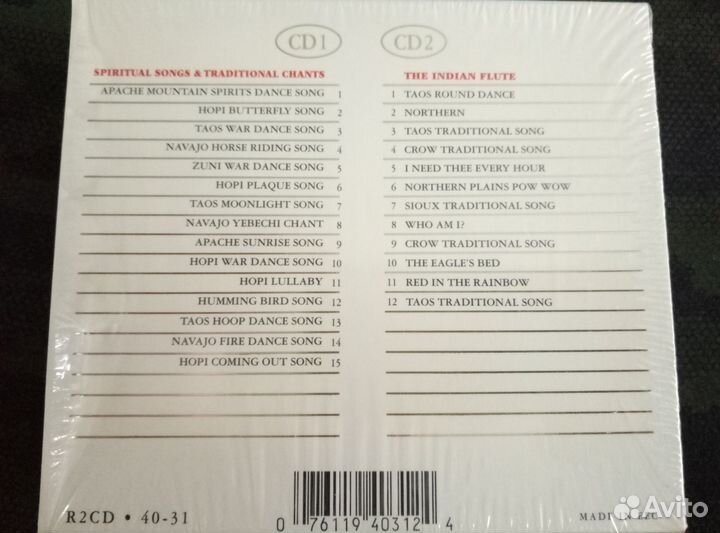 CD1
SPIRITUAL SONGS & TRADITIONAL CHANTS
APACHE MOUNTAIN SPIRITS DANCE SONG 1
HOPI BUTTERFLY SONG 2
TAOS WAR DANCE SONG 3
NAVAJO HORSE RIDING SONG 4
ZUNI WAR DANCE SONG 5
HOPI PLAQUE SONG 6
TAOS MOONLIGHT SONG 7
NAVAJO YEBECHI CHANT 8
APACHE SUNRISE SONG 9
HOPI WAR DANCE SONG 10
HOPI LULLABY 11
HUMMING BIRD SONG 12
TAOS HOOP DANCE SONG 13
NAVAJO FIRE DANCE SONG 14
HOPI COMING OUT SONG 15
CD2
THE INDIAN FLUTE
1 TAOS ROUND DANCE
2 NORTHERN
3 TAOS TRADITIONAL SONG
4 CROW TRADITIONAL SONG
5 I NEED THEE EVERY HOUR
6 NORTHERN PLAINS POW WOW
7 SIOUX TRADITIONAL SONG
8 WHO AM I?
9 CROW TRADITIONAL SONG
10 THE EAGLE'S BED
11 RED IN THE RAINBOW
12 TAOS TRADITIONAL SONG
R2CD • 40-31
0 76119 40312 4
MADE IN EEC
Avito